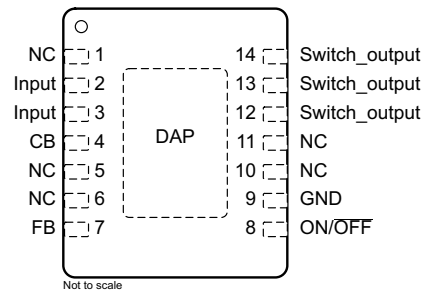 NC 1 14 Switch_output
Input 2 13 Switch_output
Input 3 12 Switch_output
CB 4 DAP 11 NC
NC 5 10 NC
NC 6 9 GND
FB 7 8 ON/OFF
Not to scale